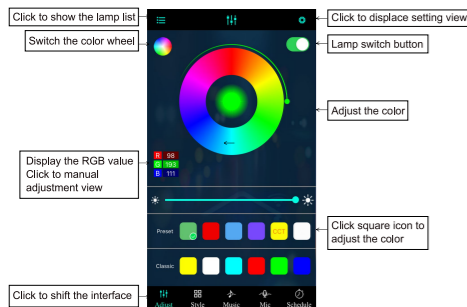 Click to show the lamp list
Click to displace setting view
Switch the color wheel
Lamp switch button
Adjust the color
R 98
G 193
B 111
Display the RGB value
Click to manual
adjustment view
Preset
CCT
Click square icon to
adjust the color
Classic
Click to shift the interface
Adjust Style Music Mic Schedule